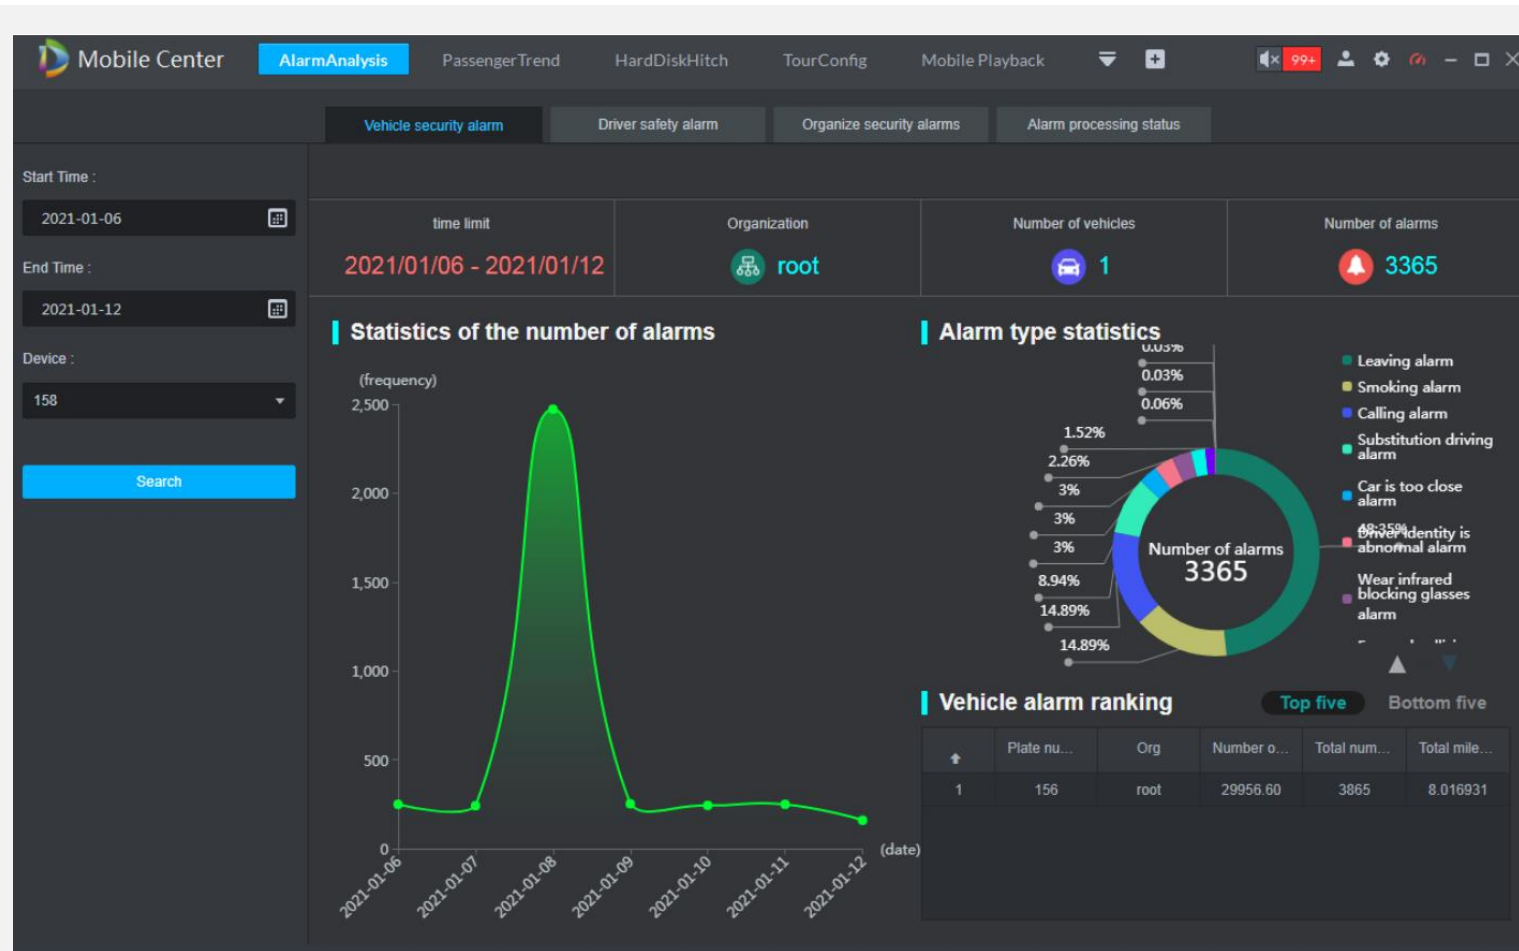 Mobile Center
AlarmAnalysis
PassengerTrend
HardDiskHitch
TourConfig
Mobile Playback
99+
Vehicle security alarm
Driver safety alarm
Organize security alarms
Alarm processing status
Start Time :
2021-01-06
End Time :
2021-01-12
Device :
158
Search
time limit
2021/01/06 - 2021/01/12
Organization
root
Number of vehicles
1
Number of alarms
3365
Statistics of the number of alarms
(frequency)
2,500
2,000
1,500
1,000
500
0
2021-01-06
2021-01-07
2021-01-08
2021-01-09
2021-01-10
2021-01-11
2021-01-12
(date)
Alarm type statistics
0.03%
0.03%
0.06%
1.52%
2.26%
3%
3%
3%
8.94%
14.89%
14.89%
48.35%
Number of alarms
3365
Leaving alarm
Smoking alarm
Calling alarm
Substitution driving
alarm
Car is too close
alarm
Driver identity is
abnormal alarm
Wear infrared
blocking glasses
alarm
Vehicle alarm ranking
Top five
Bottom five
Plate nu...
Org
Number o...
Total num...
Total mile...
1
156
root
29956.60
3865
8.016931